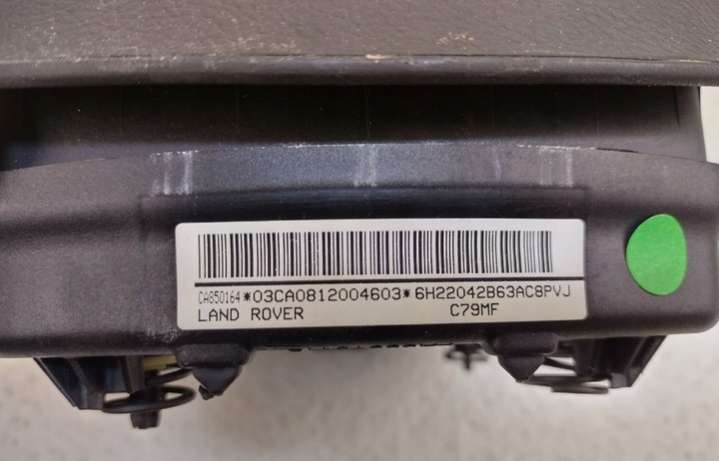 CA850164*03CA0812004603*6H22042B63AC8PVJ
LAND ROVER C79MF